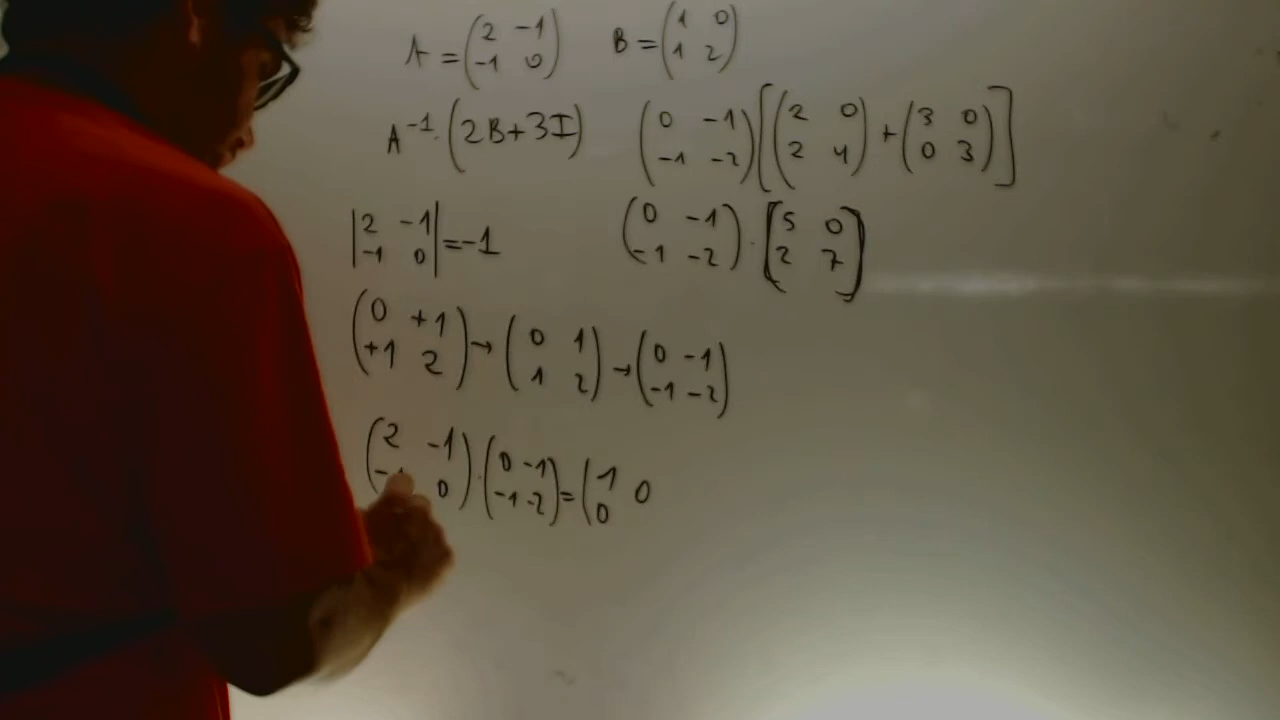 A = (2 -1 / -1 0) B = (1 0 / 1 2)
A⁻¹·(2B+3I) (0 -1 / -1 -2)[(2 0 / 2 4) + (3 0 / 0 3)]
|2 -1 / -1 0| = -1 (0 -1 / -1 -2)·[5 0 / 2 7]
(0 +1 / +1 2) → (0 1 / 1 2) → (0 -1 / -1 -2)
(2 -1 / -1 0)·(0 -1 / -1 -2) = (1 0 / 0